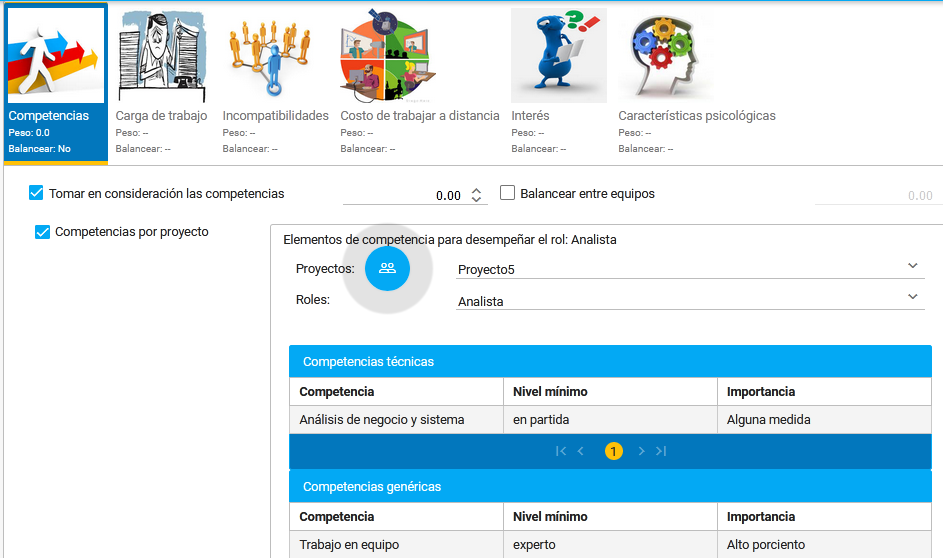 Competencias
Peso: 0.0
Balancear: No
Carga de trabajo
Peso: --
Balancear: --
Incompatibilidades
Peso: --
Balancear: --
Costo de trabajar a distancia
Peso: --
Balancear: --
Interés
Peso: --
Balancear: --
Características psicológicas
Peso: --
Balancear: --
Tomar en consideración las competencias 0.00 Balancear entre equipos 0.00
Competencias por proyecto
Elementos de competencia para desempeñar el rol: Analista
Proyectos: Proyecto5
Roles: Analista
Competencias técnicas
Competencia Nivel mínimo Importancia
Análisis de negocio y sistema en partida Alguna medida
1
Competencias genéricas
Competencia Nivel mínimo Importancia
Trabajo en equipo experto Alto porciento